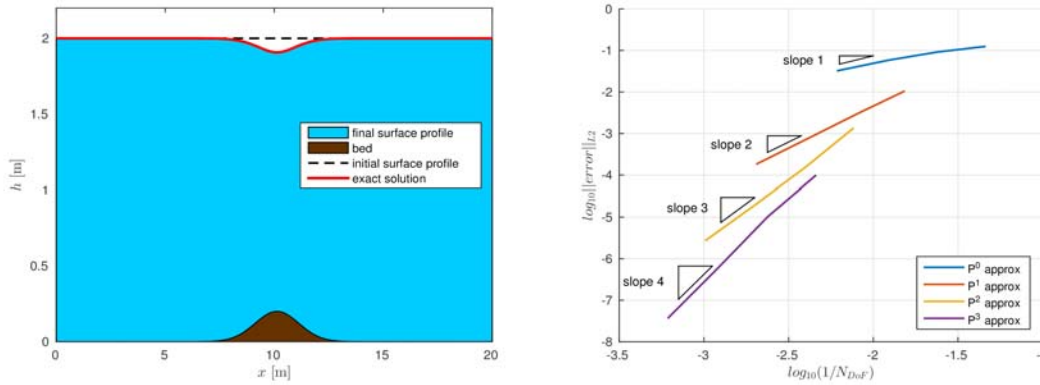 2
1.5
1
0.5
0
h [m]
final surface profile
bed
initial surface profile
exact solution
0
5
10
15
20
x [m]
0
-1
-2
-3
-4
-5
-6
-7
-8
log10||error||L2
slope 1
slope 2
slope 3
slope 4
P0 approx
P1 approx
P2 approx
P3 approx
-3.5
-3
-2.5
-2
-1.5
-1
log10(1/NDoF)